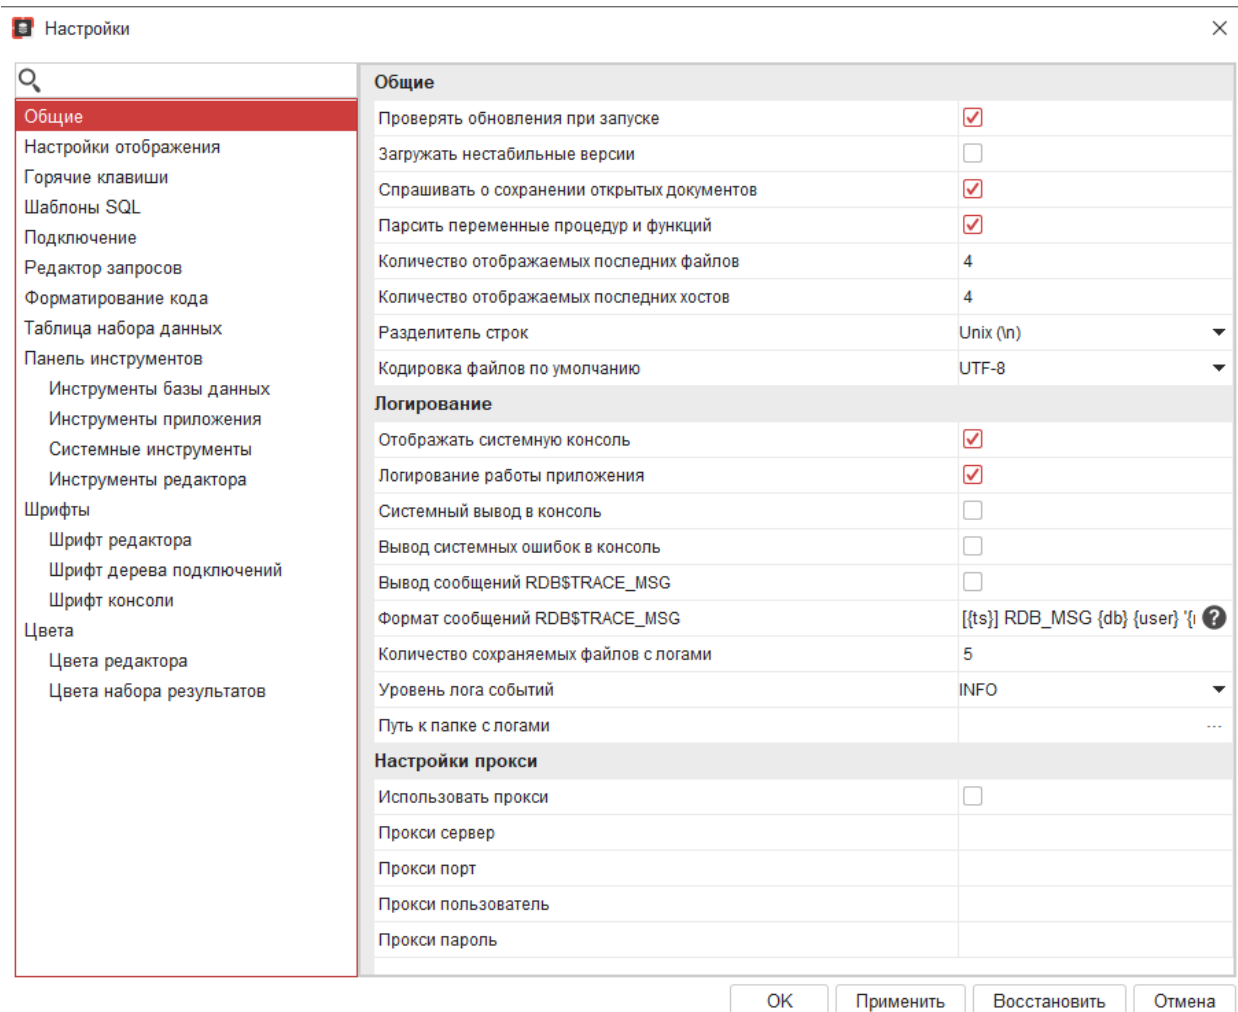 Настройки
Общие
Настройки отображения
Горячие клавиши
Шаблоны SQL
Подключение
Редактор запросов
Форматирование кода
Таблица набора данных
Панель инструментов
Инструменты базы данных
Инструменты приложения
Системные инструменты
Инструменты редактора
Шрифты
Шрифт редактора
Шрифт дерева подключений
Шрифт консоли
Цвета
Цвета редактора
Цвета набора результатов
Общие
Проверять обновления при запуске
Загружать нестабильные версии
Спрашивать о сохранении открытых документов
Парсить переменные процедур и функций
Количество отображаемых последних файлов 4
Количество отображаемых последних хостов 4
Разделитель строк Unix (\n)
Кодировка файлов по умолчанию UTF-8
Логирование
Отображать системную консоль
Логирование работы приложения
Системный вывод в консоль
Вывод системных ошибок в консоль
Вывод сообщений RDB$TRACE_MSG
Формат сообщений RDB$TRACE_MSG [{ts}] RDB_MSG {db} {user} '{ ?
Количество сохраняемых файлов с логами 5
Уровень лога событий INFO
Путь к папке с логами ...
Настройки прокси
Использовать прокси
Прокси сервер
Прокси порт
Прокси пользователь
Прокси пароль
OK Применить Восстановить Отмена